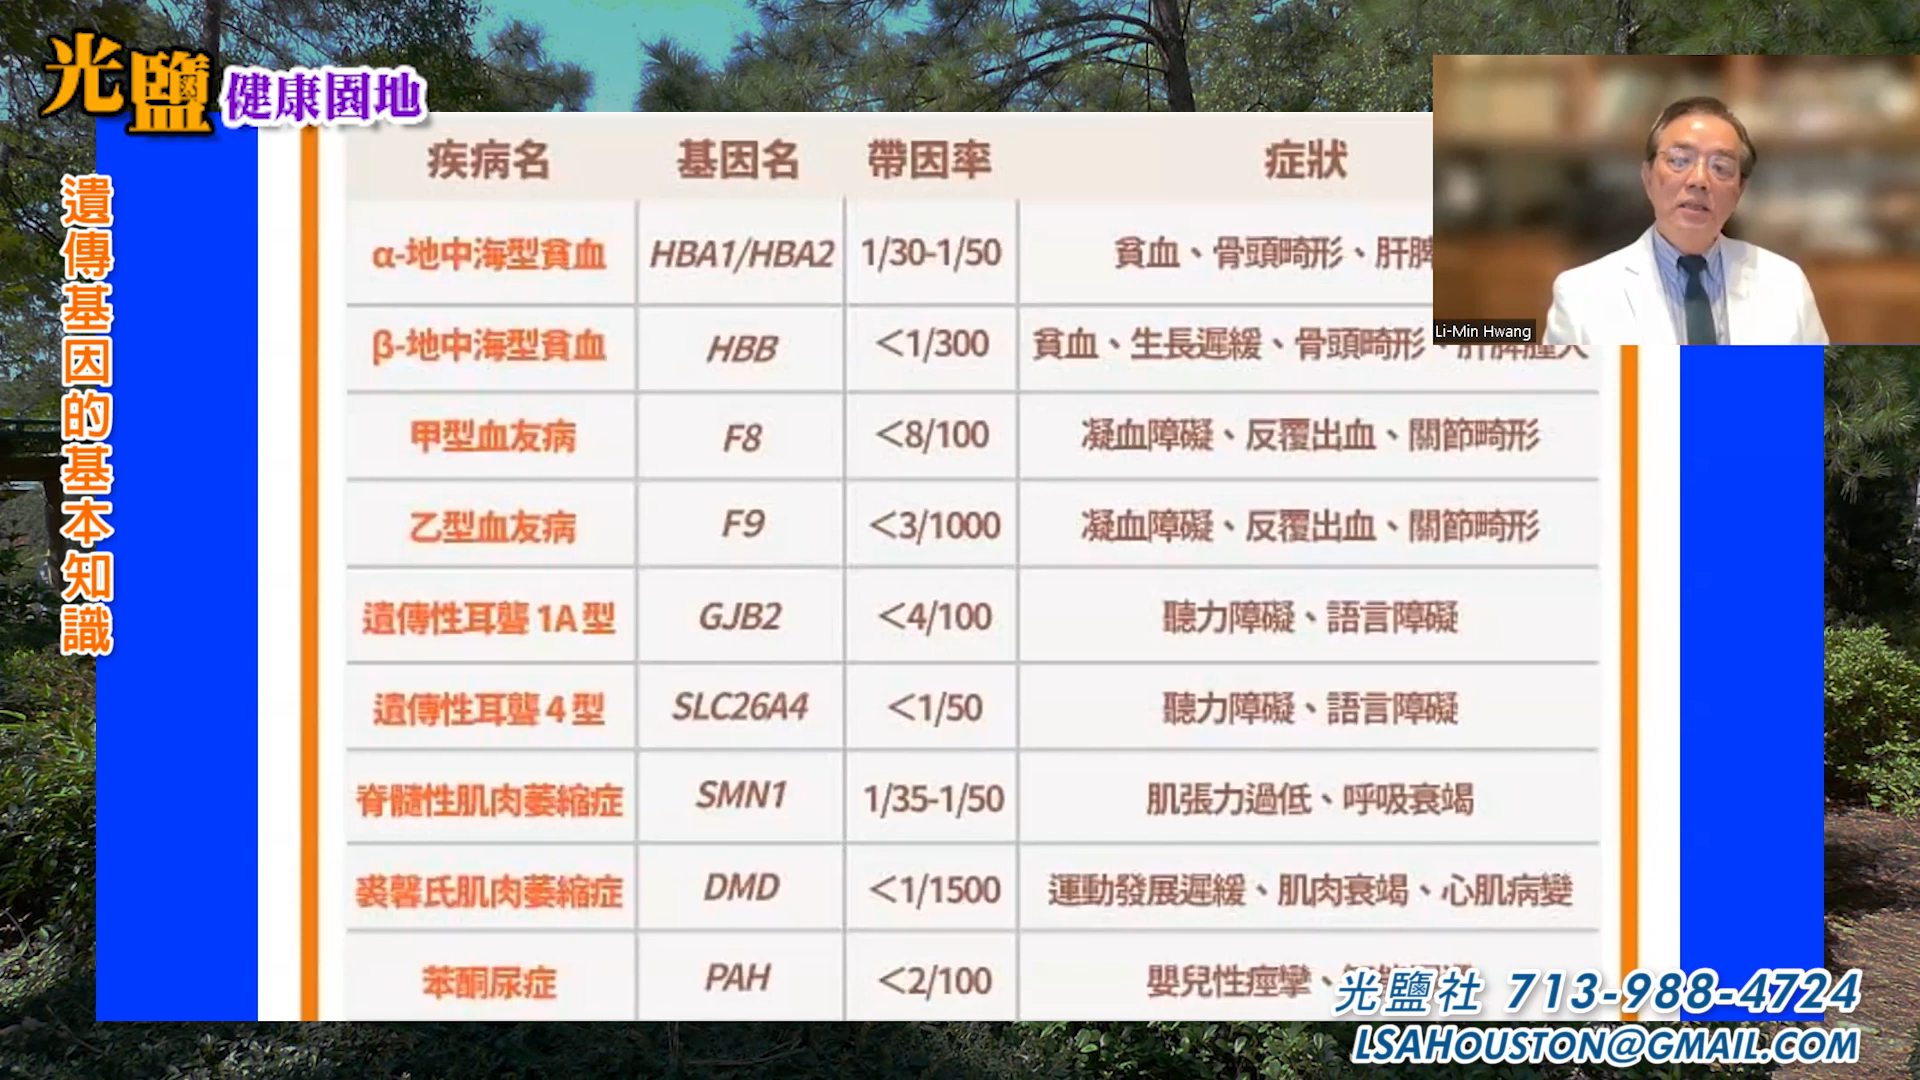 光鹽健康園地
遺傳基因的基本知識
疾病名 基因名 帶因率 症狀
α-地中海型貧血 HBA1/HBA2 1/30-1/50 貧血、骨頭畸形、肝脾
β-地中海型貧血 HBB <1/300 貧血、生長遲緩、骨頭畸形、肝脾腫大
甲型血友病 F8 <8/100 凝血障礙、反覆出血、關節畸形
乙型血友病 F9 <3/1000 凝血障礙、反覆出血、關節畸形
遺傳性耳聾 1A 型 GJB2 <4/100 聽力障礙、語言障礙
遺傳性耳聾 4 型 SLC26A4 <1/50 聽力障礙、語言障礙
脊髓性肌肉萎縮症 SMN1 1/35-1/50 肌張力過低、呼吸衰竭
裘馨氏肌肉萎縮症 DMD <1/1500 運動發展遲緩、肌肉衰竭、心肌病變
苯酮尿症 PAH <2/100 嬰兒性痙攣、
Li-Min Hwang
光鹽社 713-988-4724
LSAHOUSTON@GMAIL.COM